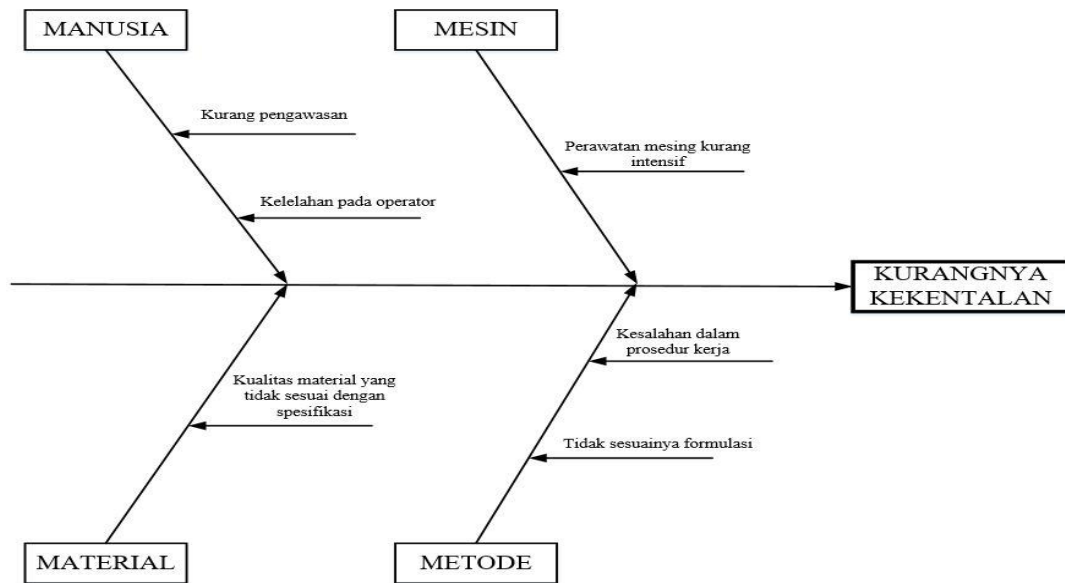 MANUSIA
MESIN
Kurang pengawasan
Perawatan mesing kurang
intensif
Kelelahan pada operator
KURANGNYA
KEKENTALAN
Kesalahan dalam
prosedur kerja
Kualitas material yang
tidak sesuai dengan
spesifikasi
Tidak sesuainya formulasi
MATERIAL
METODE